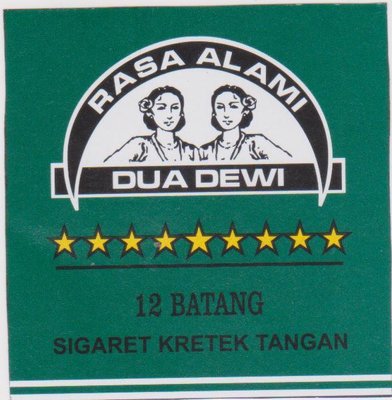 RASA ALAMI
DUA DEWI
12 BATANG
SIGARET KRETEK TANGAN